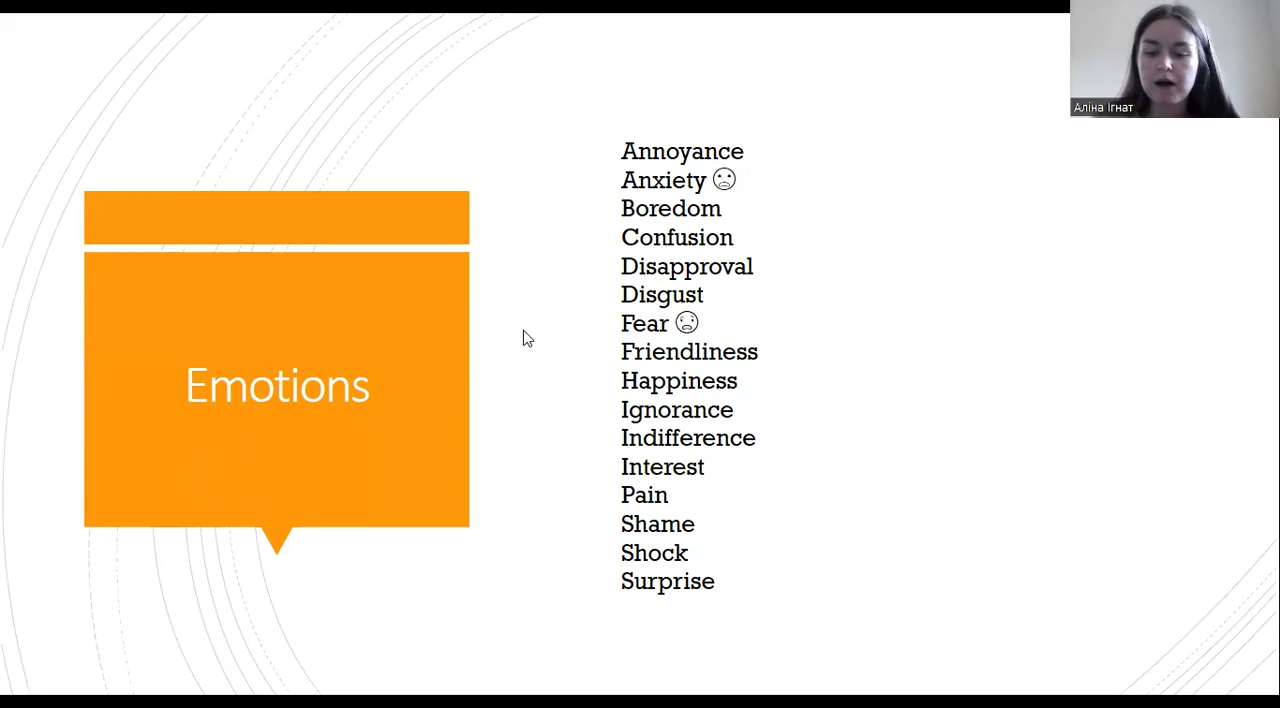 Аліна Ігнат
Emotions
Annoyance
Anxiety ☹
Boredom
Confusion
Disapproval
Disgust
Fear ☹
Friendliness
Happiness
Ignorance
Indifference
Interest
Pain
Shame
Shock
Surprise